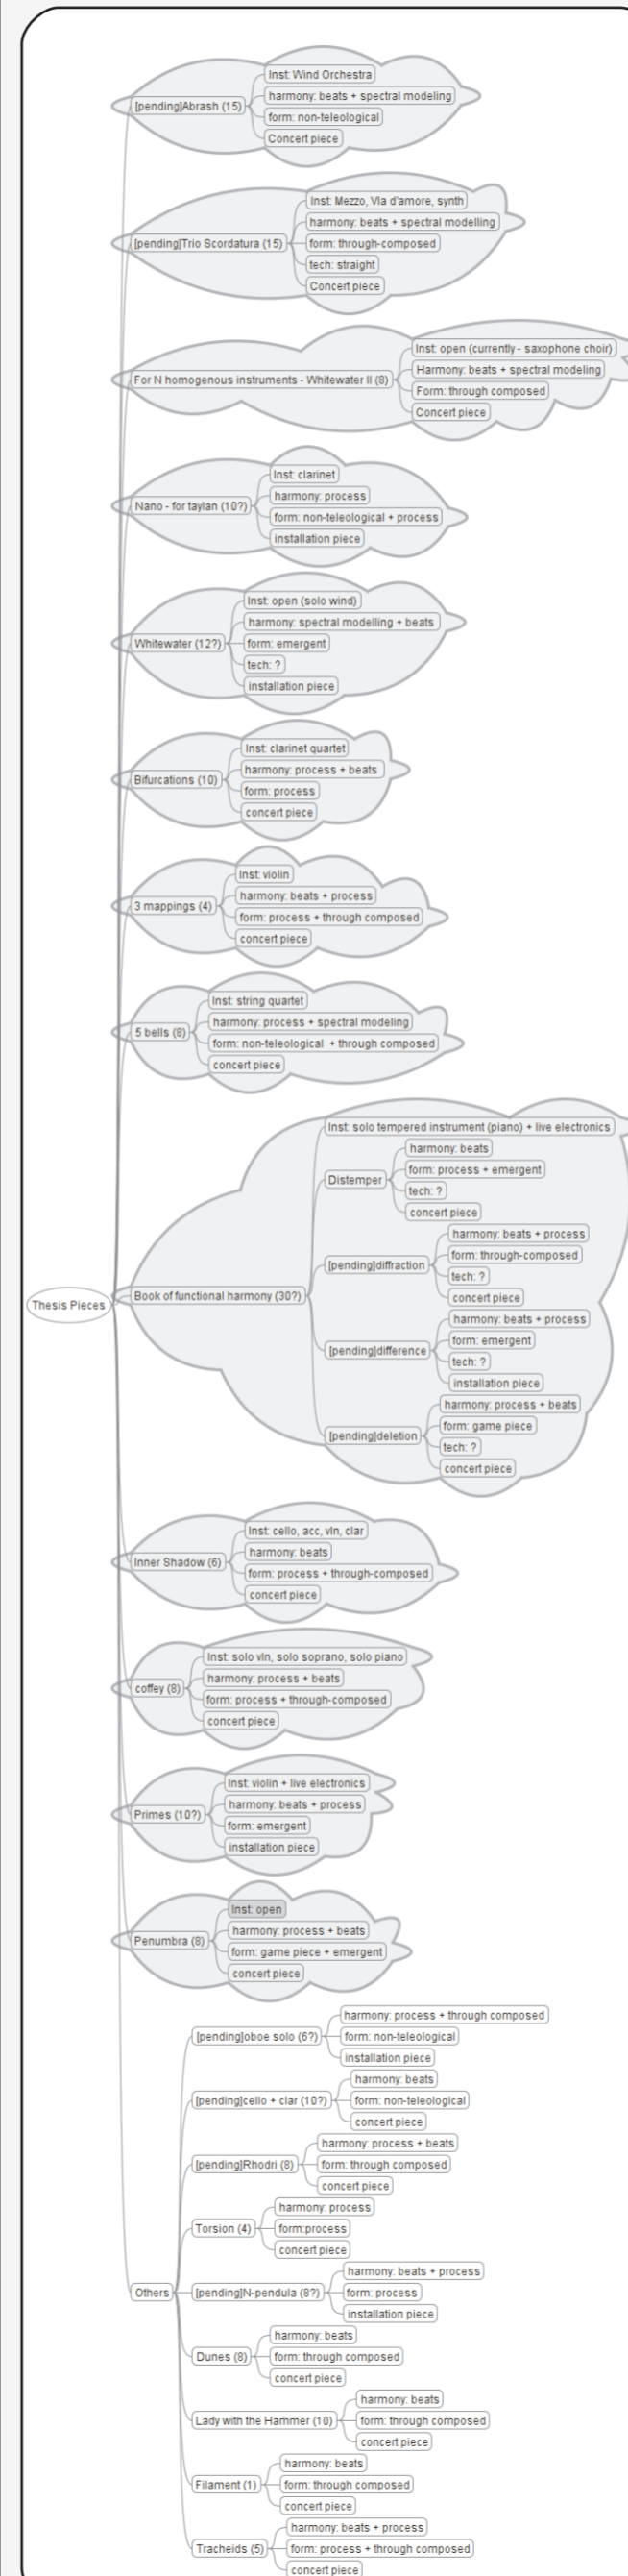 Thesis Pieces
[pending]Abrash (15)
Inst: Wind Orchestra
harmony: beats + spectral modeling
form: non-teleological
Concert piece
[pending]Trio Scordatura (15)
Inst: Mezzo, Vla d'amore, synth
harmony: beats + spectral modelling
form: through-composed
tech: straight
Concert piece
For N homogenous instruments - Whitewater II (8)
Inst: open (currently - saxophone choir)
Harmony: beats + spectral modeling
Form: through composed
Concert piece
Nano - for taylan (10?)
Inst: clarinet
harmony: process
form: non-teleological + process
installation piece
Whitewater (12?)
Inst: open (solo wind)
harmony: spectral modelling + beats
form: emergent
tech: ?
installation piece
Bifurcations (10)
Inst: clarinet quartet
harmony: process + beats
form: process
concert piece
3 mappings (4)
Inst: violin
harmony: beats + process
form: process + through composed
concert piece
5 bells (8)
Inst: string quartet
harmony: process + spectral modeling
form: non-teleological + through composed
concert piece
Book of functional harmony (30?)
Inst: solo tempered instrument (piano) + live electronics
Distemper
harmony: beats
form: process + emergent
tech: ?
concert piece
[pending]diffraction
harmony: beats + process
form: through-composed
tech: ?
concert piece
[pending]difference
harmony: beats + process
form: emergent
tech: ?
installation piece
[pending]deletion
harmony: process + beats
form: game piece
tech: ?
concert piece
Inner Shadow (6)
Inst: cello, acc, vln, clar
harmony: beats
form: process + through-composed
concert piece
coffey (8)
Inst: solo vln, solo soprano, solo piano
harmony: process + beats
form: process + through-composed
concert piece
Primes (10?)
Inst: violin + live electronics
harmony: beats + process
form: emergent
installation piece
Penumbra (8)
Inst: open
harmony: process + beats
form: game piece + emergent
concert piece
Others
[pending]oboe solo (6?)
harmony: process + through composed
form: non-teleological
installation piece
[pending]cello + clar (10?)
harmony: beats
form: non-teleological
concert piece
[pending]Rhodri (8)
harmony: process + beats
form: through composed
concert piece
Torsion (4)
harmony: process
form:process
concert piece
[pending]N-pendula (8?)
harmony: beats + process
form: process
installation piece
Dunes (8)
harmony: beats
form: through composed
concert piece
Lady with the Hammer (10)
harmony: beats
form: through composed
concert piece
Filament (1)
harmony: beats
form: through composed
concert piece
Tracheids (5)
harmony: beats + process
form: process + through composed
concert piece